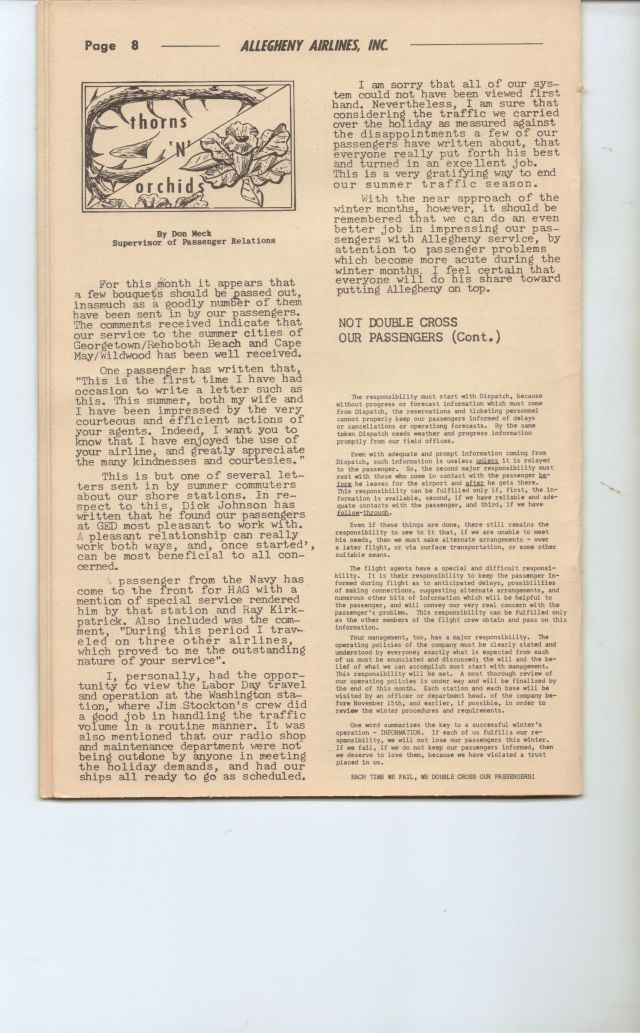 Page 8
ALLEGHENY AIRLINES, INC.
thorns
'N'
orchids
By Don Meck
Supervisor of Passenger Relations
For this month it appears that
a few bouquets should be passed out,
inasmuch as a goodly number of them
have been sent in by our passengers.
The comments received indicate that
our service to the summer cities of
Georgetown/Rehoboth Beach and Cape
May/Wildwood has been well received.
One passenger has written that,
"This is the first time I have had
occasion to write a letter such as
this. This summer, both my wife and
I have been impressed by the very
courteous and efficient actions of
your agents. Indeed, I want you to
know that I have enjoyed the use of
your airline, and greatly appreciate
the many kindnesses and courtesies."
This is but one of several let-
ters sent in by summer commuters
about our shore stations. In re-
spect to this, Dick Johnson has
written that he found our passengers
at GED most pleasant to work with.
A pleasant relationship can really
work both ways, and, once started',
can be most beneficial to all con-
cerned.
A passenger from the Navy has
come to the front for HAG with a
mention of special service rendered
him by that station and Ray Kirk-
patrick. Also included was the com-
ment, "During this period I trav-
eled on three other airlines,
which proved to me the outstanding
nature of your service".
I, personally, had the oppor-
tunity to view the Labor Day travel
and operation at the Washington sta-
tion, where Jim Stockton's crew did
a good job in handling the traffic
volume in a routine manner. It was
also mentioned that our radio shop
and maintenance department were not
being outdone by anyone in meeting
the holiday demands, and had our
ships all ready to go as scheduled.
I am sorry that all of our sys-
tem could not have been viewed first
hand. Nevertheless, I am sure that
considering the traffic we carried
over the holiday as measured against
the disappointments a few of our
passengers have written about, that
everyone really put forth his best
and turned in an excellent job.
This is a very gratifying way to end
our summer traffic season.
With the near approach of the
winter months, however, it should be
remembered that we can do an even
better job in impressing our pas-
sengers with Allegheny service, by
attention to passenger problems
which become more acute during the
winter months. I feel certain that
everyone will do his share toward
putting Allegheny on top.
NOT DOUBLE CROSS
OUR PASSENGERS (Cont.)
The responsibility must start with Dispatch, because
without progress or forecast information which must come
from Dispatch, the reservations and ticketing personnel
cannot properly keep our passengers informed of delays
or cancellations or operationg forecasts. By the same
token Dispatch needs weather and progress information
promptly from our field offices.
Even with adequate and prompt information coming from
Dispatch, such information is useless unless it is relayed
to the passenger. So, the second major responsibility must
rest with those who come in contact with the passenger be-
fore he leaves for the airport and after he gets there.
This responsibility can be fulfilled only if, first, the in-
formation is available, second, if we have reliable and ade-
quate contacts with the passenger, and third, if we have
follow-through.
Even if these things are done, there still remains the
responsibility to see to it that, if we are unable to meet
his needs, then we must make alternate arrangements - over
a later flight, or via surface transportation, or some other
suitable means.
The flight agents have a special and difficult responsi-
bility. It is their responsibility to keep the passenger in-
formed during flight as to anticipated delays, possibilities
of making connections, suggesting alternate arrangements, and
numerous other bits of information which will be helpful to
the passenger, and will convey our very real concern with the
passenger's problem. This responsibility can be fulfilled only
as the other members of the flight crew obtain and pass on this
information.
Your management, too, has a major responsibility. The
operating policies of the company must be clearly stated and
understood by everyone; exactly what is expected from each
of us must be enunciated and discussed; the will and the be-
lief of what we can accomplish must start with management.
This responsibility will be met. A most thorough review of
our operating policies is under way and will be finalized by
the end of this month. Each station and each base will be
visited by an officer or department head. of the company be-
fore November 15th, and earlier, if possible, in order to
review the winter procedures and requirements.
One word summarizes the key to a successful winter's
operation - INFORMATION. If each of us fulfills our re-
sponsibility, we will not lose our passengers this winter.
If we fail, if we do not keep our passengers informed, then
we deserve to lose them, because we have violated a trust
placed in us.
EACH TIME WE FAIL, WE DOUBLE CROSS OUR PASSENGERS!